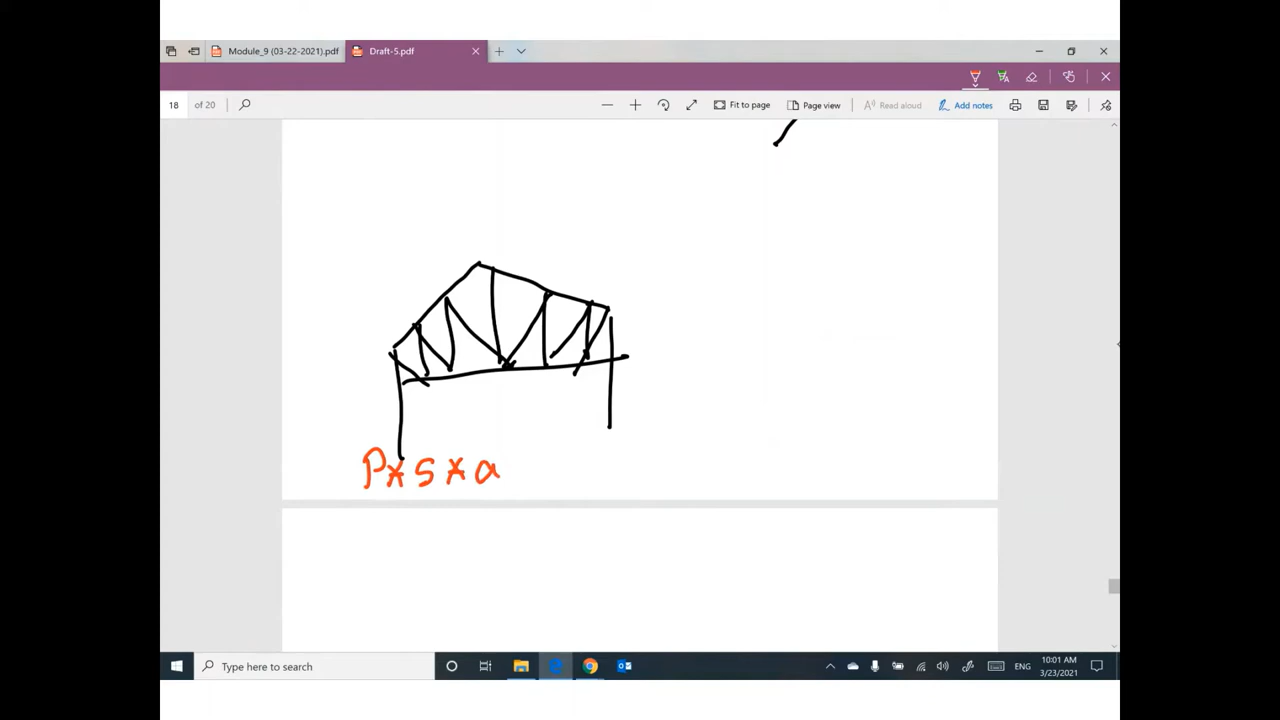 Module_9 (03-22-2021).pdf
Draft-5.pdf
18 of 20
Fit to page
Page view
Read aloud
Add notes
P * S * a
Type here to search
ENG
10:01 AM
3/23/2021